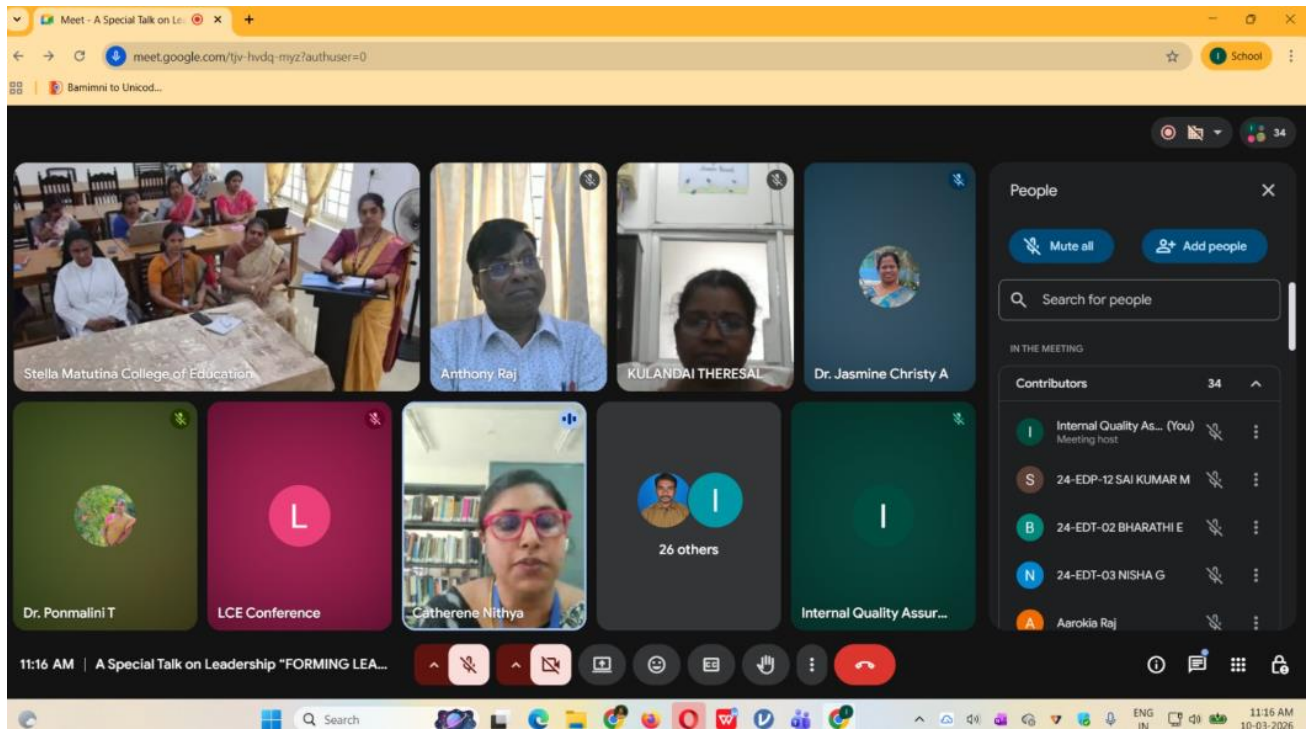 Meet - A Special Talk on Le
meet.google.com/tjv-hvdq-myz?authuser=0
School
Bamimni to Unicod...
34
Stella Matutina College of Education
Anthony Raj
KULANDAI THERESAL
Dr. Jasmine Christy A
Dr. Ponmalini T
L
LCE Conference
Catherene Nithya
I
26 others
I
Internal Quality Assur...
People
Mute all
Add people
Search for people
IN THE MEETING
Contributors 34
I
Internal Quality As... (You)
Meeting host
S 24-EDP-12 SAI KUMAR M
B 24-EDT-02 BHARATHI E
N 24-EDT-03 NISHA G
A Aarokia Raj
11:16 AM | A Special Talk on Leadership "FORMING LEA...
Search
ENG
IN
11:16 AM
10-03-2026